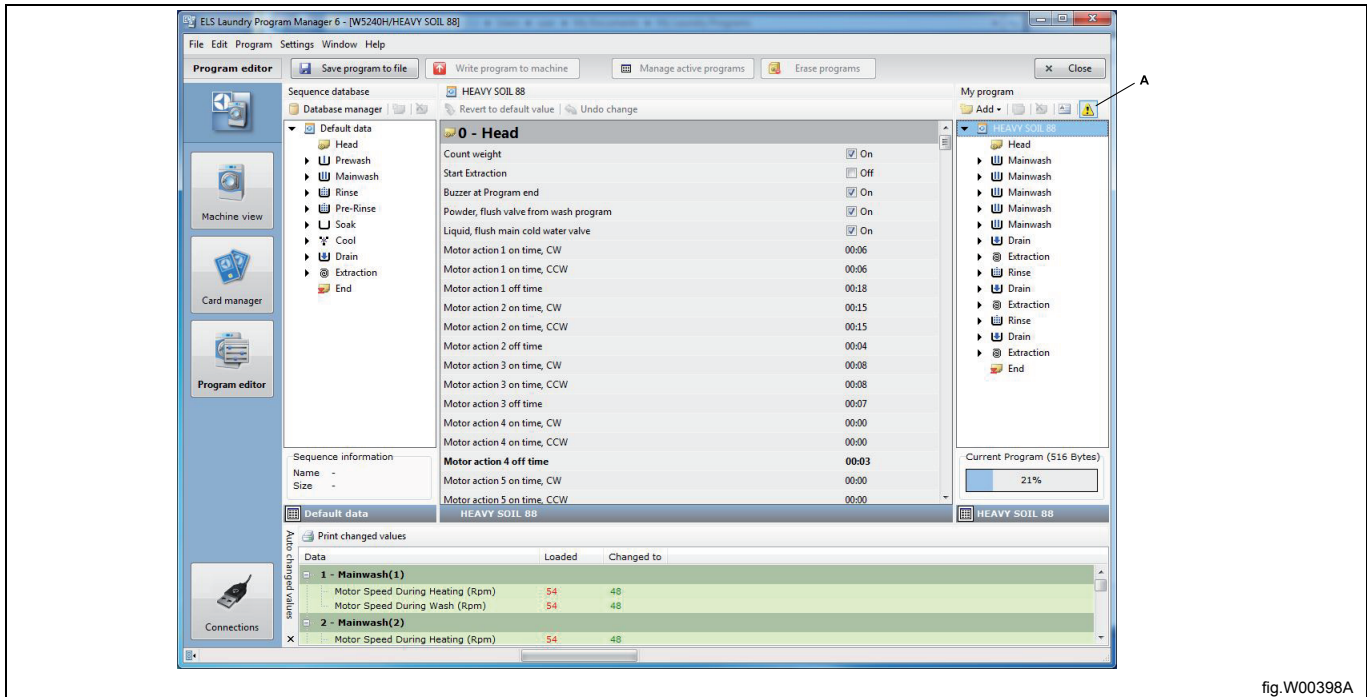 ELS Laundry Program Manager 6 - [W5240H/HEAVY SOIL 88]
File Edit Program Settings Window Help
Program editor
Save program to file
Write program to machine
Manage active programs
Erase programs
Close
A
Sequence database
HEAVY SOIL 88
My program
Database manager
Revert to default value
Undo change
Add
Default data
Head
Prewash
Mainwash
Rinse
Pre-Rinse
Soak
Cool
Drain
Extraction
End
Machine view
Card manager
Program editor
Connections
0 - Head
Count weight On
Start Extraction Off
Buzzer at Program end On
Powder, flush valve from wash program On
Liquid, flush main cold water valve On
Motor action 1 on time, CW 00:06
Motor action 1 on time, CCW 00:06
Motor action 1 off time 00:18
Motor action 2 on time, CW 00:15
Motor action 2 on time, CCW 00:15
Motor action 2 off time 00:04
Motor action 3 on time, CW 00:08
Motor action 3 on time, CCW 00:08
Motor action 3 off time 00:07
Motor action 4 on time, CW 00:00
Motor action 4 on time, CCW 00:00
Motor action 4 off time 00:03
Motor action 5 on time, CW 00:00
Motor action 5 on time, CCW 00:00
HEAVY SOIL 88
Head
Mainwash
Mainwash
Mainwash
Mainwash
Mainwash
Drain
Extraction
Rinse
Drain
Extraction
Rinse
Drain
Extraction
End
Sequence information
Name -
Size -
Current Program (516 Bytes)
21%
Default data
HEAVY SOIL 88
HEAVY SOIL 88
Auto changed values
Print changed values
Data Loaded Changed to
1 - Mainwash(1)
Motor Speed During Heating (Rpm) 54 48
Motor Speed During Wash (Rpm) 54 48
2 - Mainwash(2)
Motor Speed During Heating (Rpm) 54 48
fig.W00398A